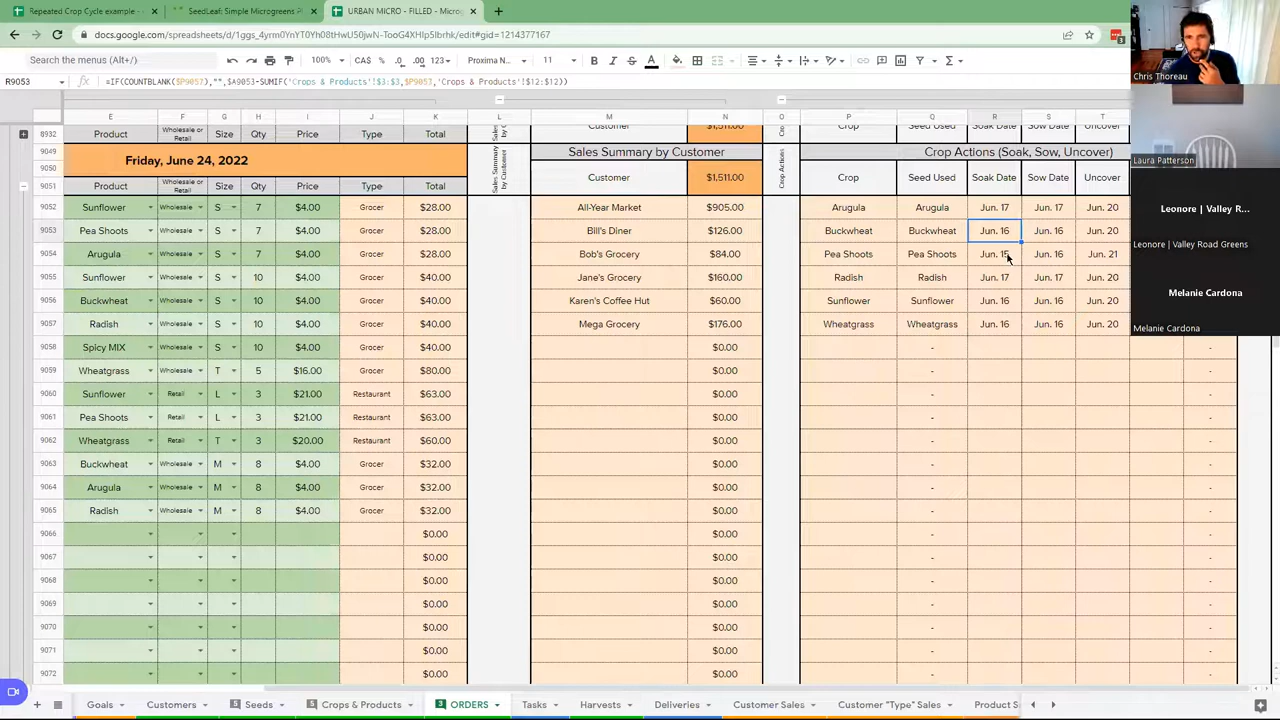 Repeated Crop Cycle example -
SeedLeaf: Simple Microgreens Pl
URBAN MICRO - FILLED - Microg
docs.google.com/spreadsheets/d/1ggs_4yrm0YnYT0Yh08tHwU50jwN-TooG4XHIp5lbrhk/edit#gid=1214377167
Chris Thoreau
Search the menus (Alt+/) 100% CA$ % .0 .00 123 Proxima N... 11 B I S A
R9053 =IF(COUNTBLANK($P9057),"",$A9053-SUMIF('Crops & Products'!$3:$3,$P9057,'Crops & Products'!$12:$12))
E F G H I J K L M N O P Q R S T
8932 Product Wholesale or Retail Size Qty Price Type Total Customer $1,511.00 Crop Seed Used Soak Date Sow Date Uncover
9049 Friday, June 24, 2022 Sales Summary by Customer Sales Summary by Customer Crop Actions Crop Actions (Soak, Sow, Uncover)
9050 Customer $1,511.00 Crop Seed Used Soak Date Sow Date Uncover
9051 Product Wholesale or Retail Size Qty Price Type Total
9052 Sunflower Wholesale S 7 $4.00 Grocer $28.00 All-Year Market $905.00 Arugula Arugula Jun. 17 Jun. 17 Jun. 20
9053 Pea Shoots Wholesale S 7 $4.00 Grocer $28.00 Bill's Diner $126.00 Buckwheat Buckwheat Jun. 16 Jun. 16 Jun. 20
9054 Arugula Wholesale S 7 $4.00 Grocer $28.00 Bob's Grocery $84.00 Pea Shoots Pea Shoots Jun. 15 Jun. 16 Jun. 21
9055 Sunflower Wholesale S 10 $4.00 Grocer $40.00 Jane's Grocery $160.00 Radish Radish Jun. 17 Jun. 17 Jun. 20
9056 Buckwheat Wholesale S 10 $4.00 Grocer $40.00 Karen's Coffee Hut $60.00 Sunflower Sunflower Jun. 16 Jun. 16 Jun. 20
9057 Radish Wholesale S 10 $4.00 Grocer $40.00 Mega Grocery $176.00 Wheatgrass Wheatgrass Jun. 16 Jun. 16 Jun. 20
9058 Spicy MIX Wholesale S 10 $4.00 Grocer $40.00 $0.00 - -
9059 Wheatgrass Wholesale T 5 $16.00 Grocer $80.00 $0.00 - -
9060 Sunflower Retail L 3 $21.00 Restaurant $63.00 $0.00 - -
9061 Pea Shoots Retail L 3 $21.00 Restaurant $63.00 $0.00 - -
9062 Wheatgrass Retail T 3 $20.00 Restaurant $60.00 $0.00 - -
9063 Buckwheat Wholesale M 8 $4.00 Grocer $32.00 $0.00 - -
9064 Arugula Wholesale M 8 $4.00 Grocer $32.00 $0.00 - -
9065 Radish Wholesale M 8 $4.00 Grocer $32.00 $0.00 - -
9066 $0.00 $0.00 - -
9067 $0.00 $0.00 - -
9068 $0.00 $0.00 - -
9069 $0.00 $0.00 - -
9070 $0.00 $0.00 - -
9071 $0.00 $0.00 - -
9072 $0.00 $0.00 - -
Laura Patterson
Leonore | Valley R...
Leonore | Valley Road Greens
Melanie Cardona
Melanie Cardona
Goals Customers 5 Seeds 5 Crops & Products 3 ORDERS Tasks Harvests Deliveries Customer Sales Customer "Type" Sales Product S